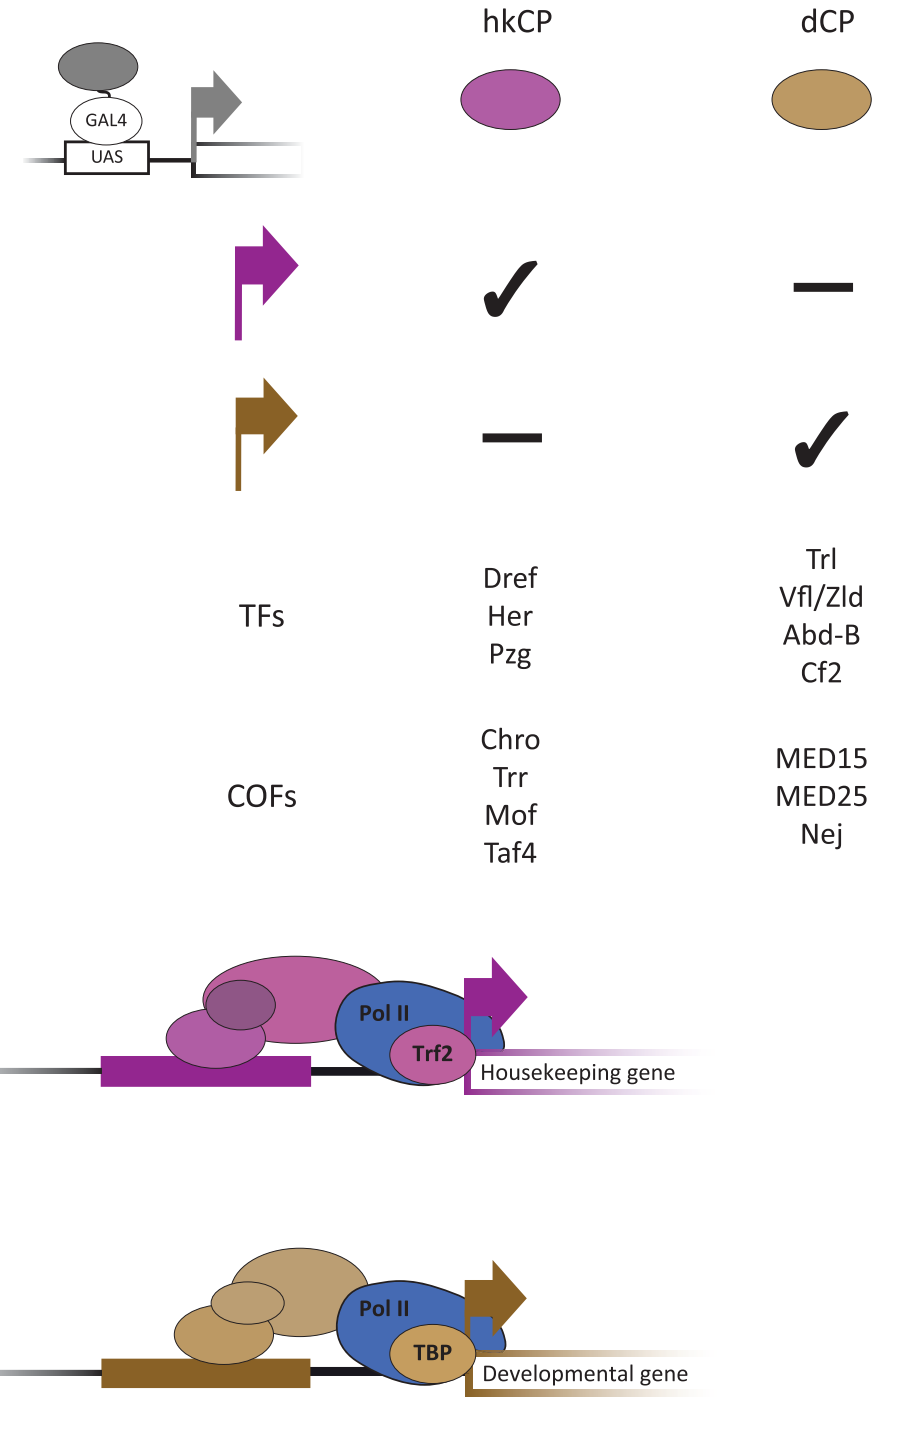 hkCP
dCP
GAL4
UAS
TFs
Dref
Her
Pzg
Trl
Vfl/Zld
Abd-B
Cf2
COFs
Chro
Trr
Mof
Taf4
MED15
MED25
Nej
Pol II
Trf2
Housekeeping gene
Pol II
TBP
Developmental gene